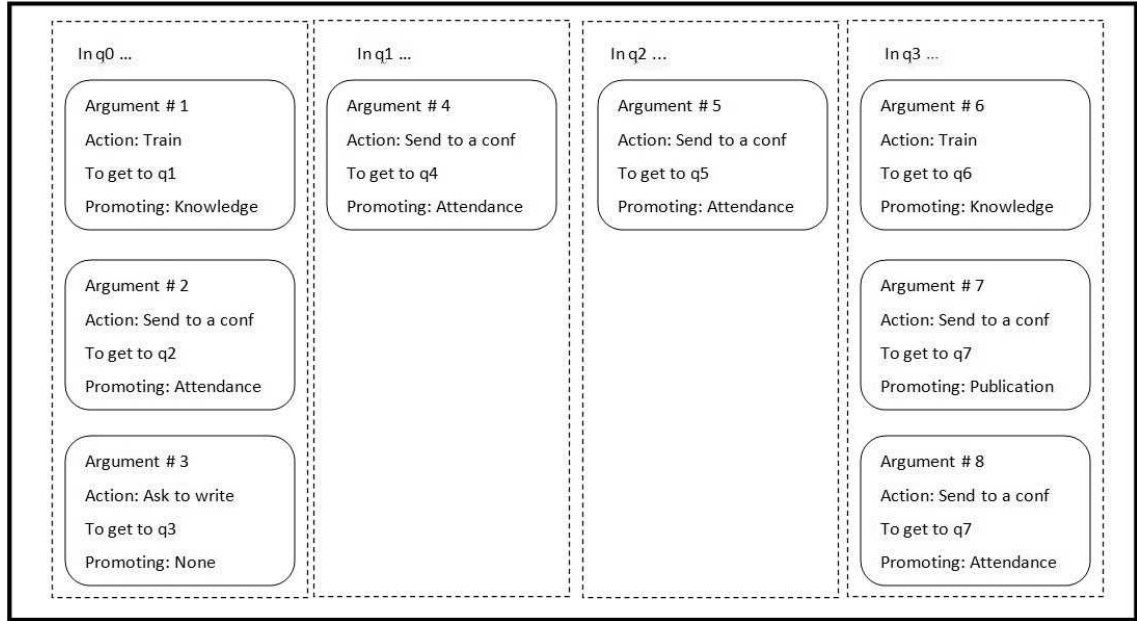 In q0 ...
Argument # 1
Action: Train
To get to q1
Promoting: Knowledge
Argument # 2
Action: Send to a conf
To get to q2
Promoting: Attendance
Argument # 3
Action: Ask to write
To get to q3
Promoting: None
In q1 ...
Argument # 4
Action: Send to a conf
To get to q4
Promoting: Attendance
In q2 ...
Argument # 5
Action: Send to a conf
To get to q5
Promoting: Attendance
In q3 ...
Argument # 6
Action: Train
To get to q6
Promoting: Knowledge
Argument # 7
Action: Send to a conf
To get to q7
Promoting: Publication
Argument # 8
Action: Send to a conf
To get to q7
Promoting: Attendance